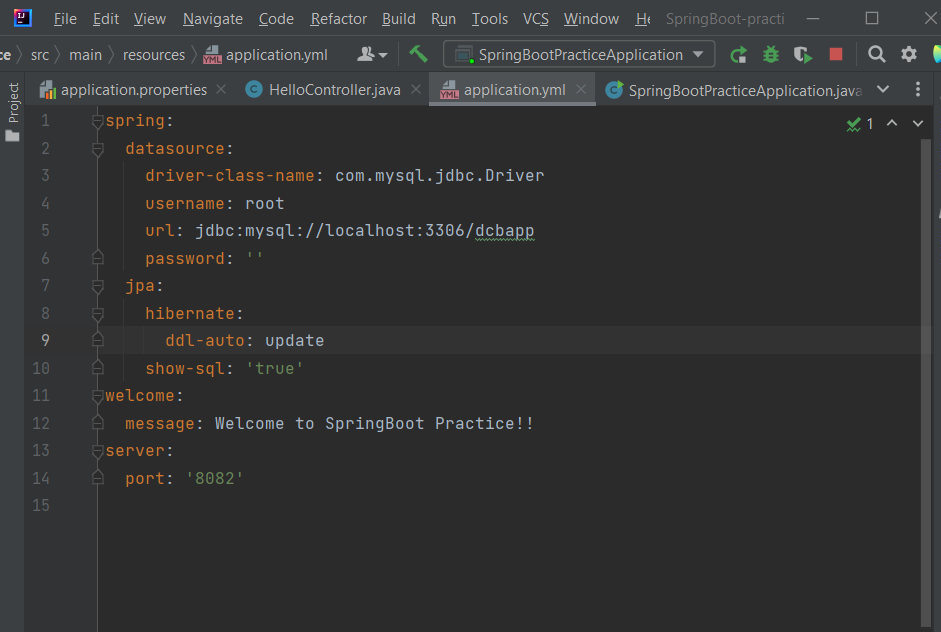 IJ File Edit View Navigate Code Refactor Build Run Tools VCS Window He SpringBoot-practi
ce src main resources YML application.yml SpringBootPracticeApplication
Project
application.properties C HelloController.java YML application.yml C SpringBootPracticeApplication.java
1 spring:
2 datasource:
3 driver-class-name: com.mysql.jdbc.Driver
4 username: root
5 url: jdbc:mysql://localhost:3306/dcbapp
6 password: ''
7 jpa:
8 hibernate:
9 ddl-auto: update
10 show-sql: 'true'
11 welcome:
12 message: Welcome to SpringBoot Practice!!
13 server:
14 port: '8082'
15
1